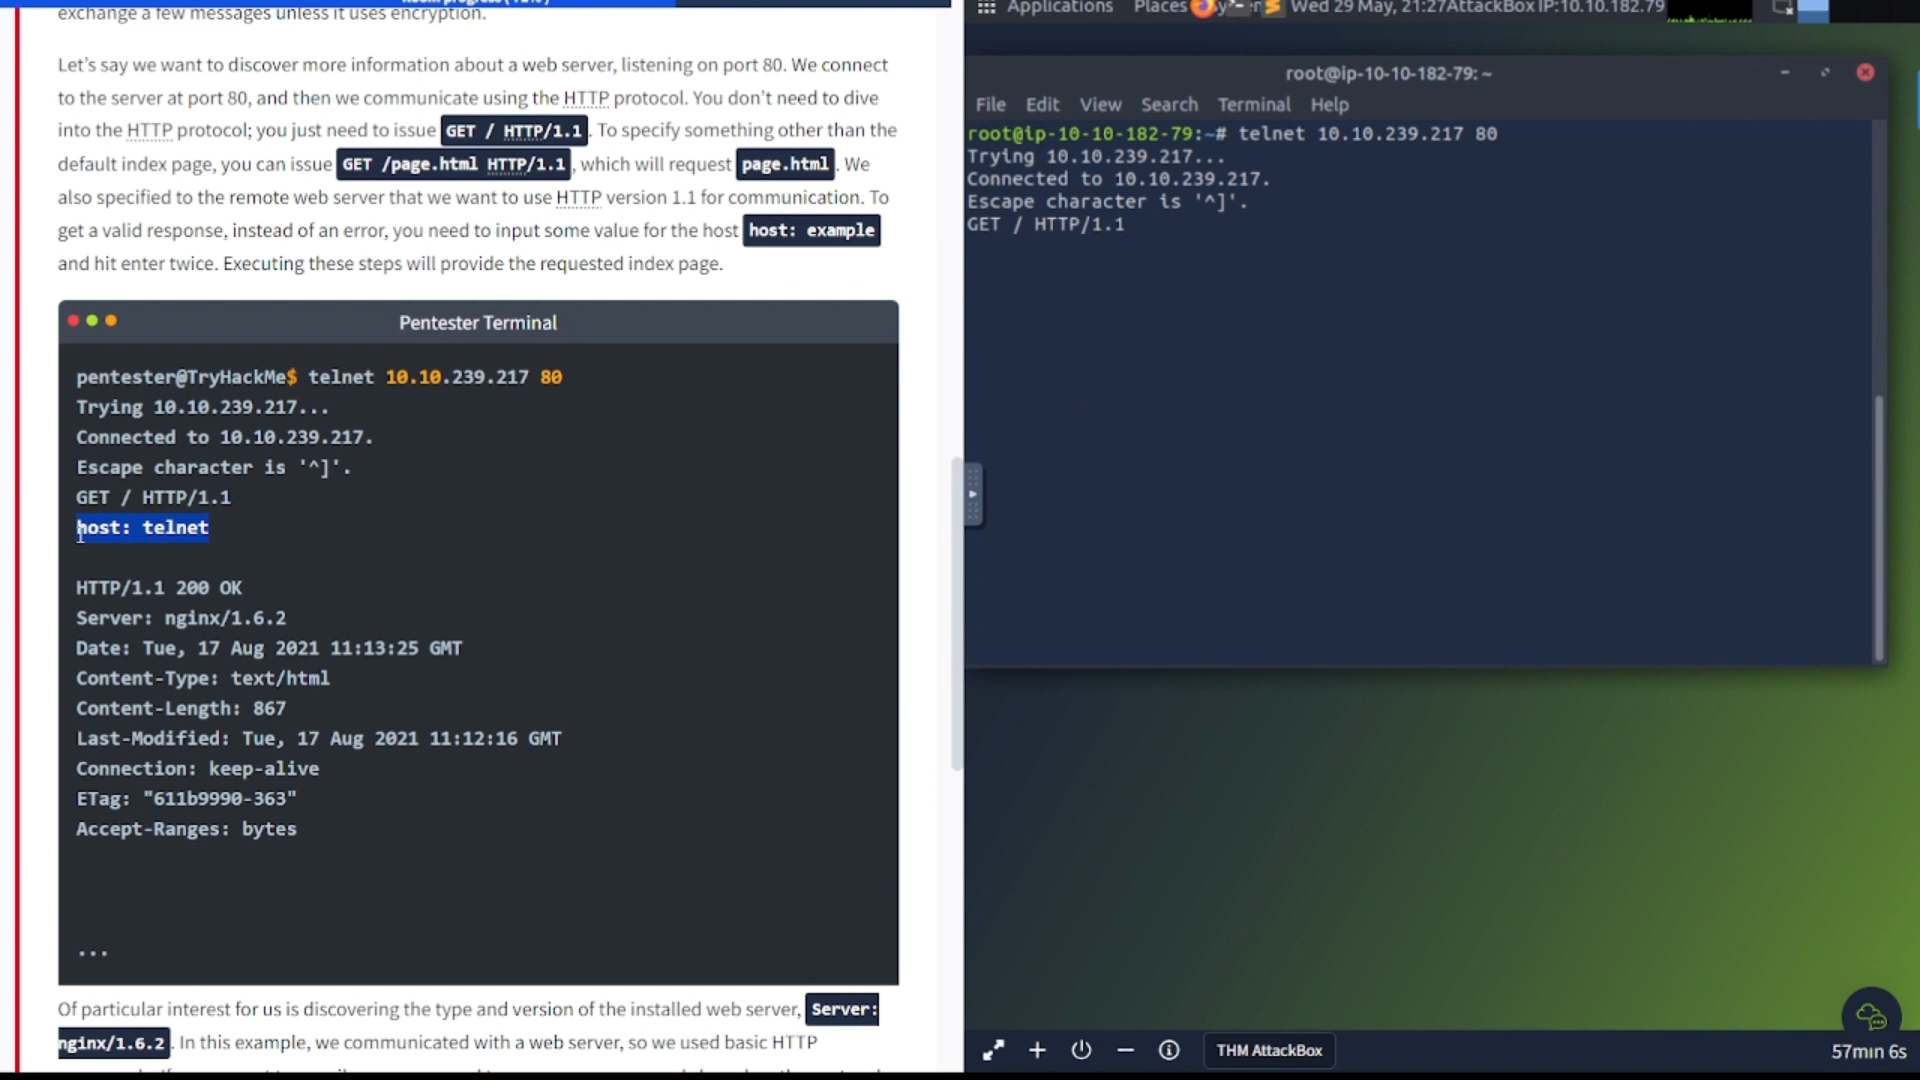 exchange a few messages unless it uses encryption.
Let's say we want to discover more information about a web server, listening on port 80. We connect
to the server at port 80, and then we communicate using the HTTP protocol. You don't need to dive
into the HTTP protocol; you just need to issue GET / HTTP/1.1. To specify something other than the
default index page, you can issue GET /page.html HTTP/1.1, which will request page.html. We
also specified to the remote web server that we want to use HTTP version 1.1 for communication. To
get a valid response, instead of an error, you need to input some value for the host host: example
and hit enter twice. Executing these steps will provide the requested index page.
Pentester Terminal
pentester@TryHackMe$ telnet 10.10.239.217 80
Trying 10.10.239.217...
Connected to 10.10.239.217.
Escape character is '^]'.
GET / HTTP/1.1
host: telnet
HTTP/1.1 200 OK
Server: nginx/1.6.2
Date: Tue, 17 Aug 2021 11:13:25 GMT
Content-Type: text/html
Content-Length: 867
Last-Modified: Tue, 17 Aug 2021 11:12:16 GMT
Connection: keep-alive
ETag: "611b9990-363"
Accept-Ranges: bytes
...
Of particular interest for us is discovering the type and version of the installed web server, Server:
nginx/1.6.2. In this example, we communicated with a web server, so we used basic HTTP
Applications Places Wed 29 May, 21:27 AttackBox IP:10.10.182.79
root@ip-10-10-182-79: ~
File Edit View Search Terminal Help
root@ip-10-10-182-79:~# telnet 10.10.239.217 80
Trying 10.10.239.217...
Connected to 10.10.239.217.
Escape character is '^]'.
GET / HTTP/1.1
THM AttackBox
57min 6s